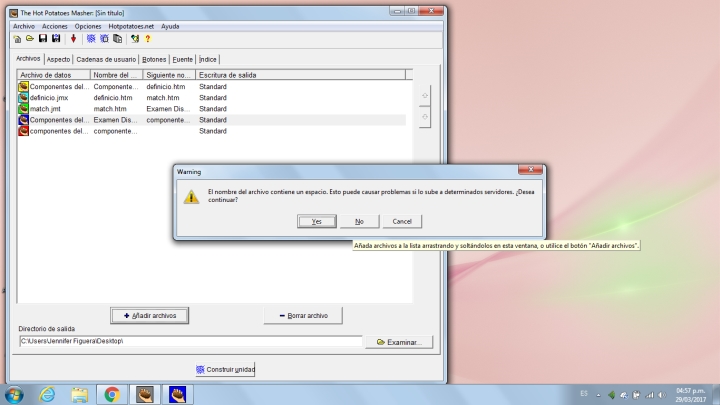 The Hot Potatoes Masher: [Sin título]
Archivo Acciones Opciones Hotpotatoes.net Ayuda
Archivos Aspecto Cadenas de usuario Botones Fuente Índice
Archivo de datos Nombre del ... Siguiente no... Escritura de salida
Componentes del... Componente... definicio.htm Standard
definicio.jmx definicio.htm match.htm Standard
match.jmt match.htm Examen Dis... Standard
Componentes del... Examen Dis... componente... Standard
componentes del... componente... Standard
Warning
El nombre del archivo contiene un espacio. Esto puede causar problemas si lo sube a determinados servidores. ¿Desea
continuar?
Yes No Cancel
Añada archivos a la lista arrastrando y soltándolos en esta ventana, o utilice el botón "Añadir archivos".
Añadir archivos Borrar archivo
Directorio de salida
C:\Users\Jennifer Figuera\Desktop\
Examinar...
Construir unidad
ES
04:57 p.m.
29/03/2017